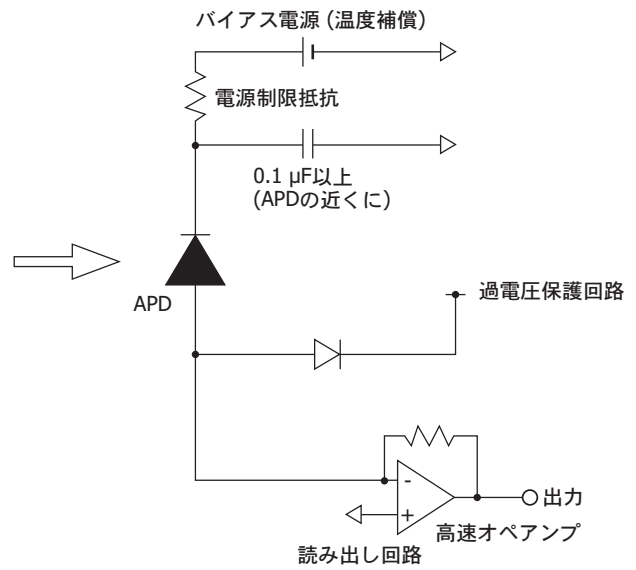 バイアス電源 (温度補償)
電源制限抵抗
0.1 µF以上
(APDの近くに)
APD
過電圧保護回路
-
+
出力
高速オペアンプ
読み出し回路